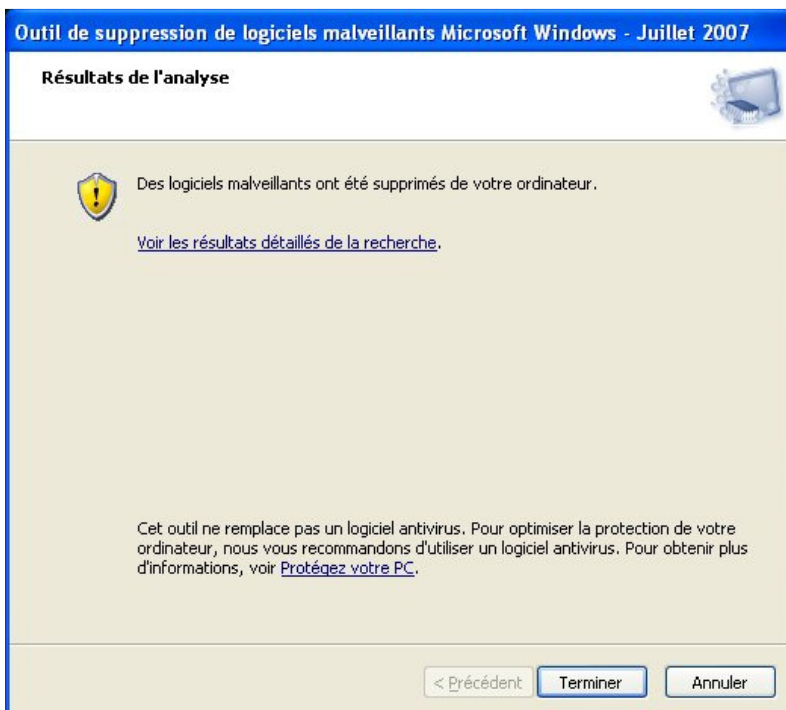 Outil de suppression de logiciels malveillants Microsoft Windows - Juillet 2007
Résultats de l'analyse
Des logiciels malveillants ont été supprimés de votre ordinateur.
Voir les résultats détaillés de la recherche.
Cet outil ne remplace pas un logiciel antivirus. Pour optimiser la protection de votre
ordinateur, nous vous recommandons d'utiliser un logiciel antivirus. Pour obtenir plus
d'informations, voir Protégez votre PC.
< Précédent Terminer Annuler